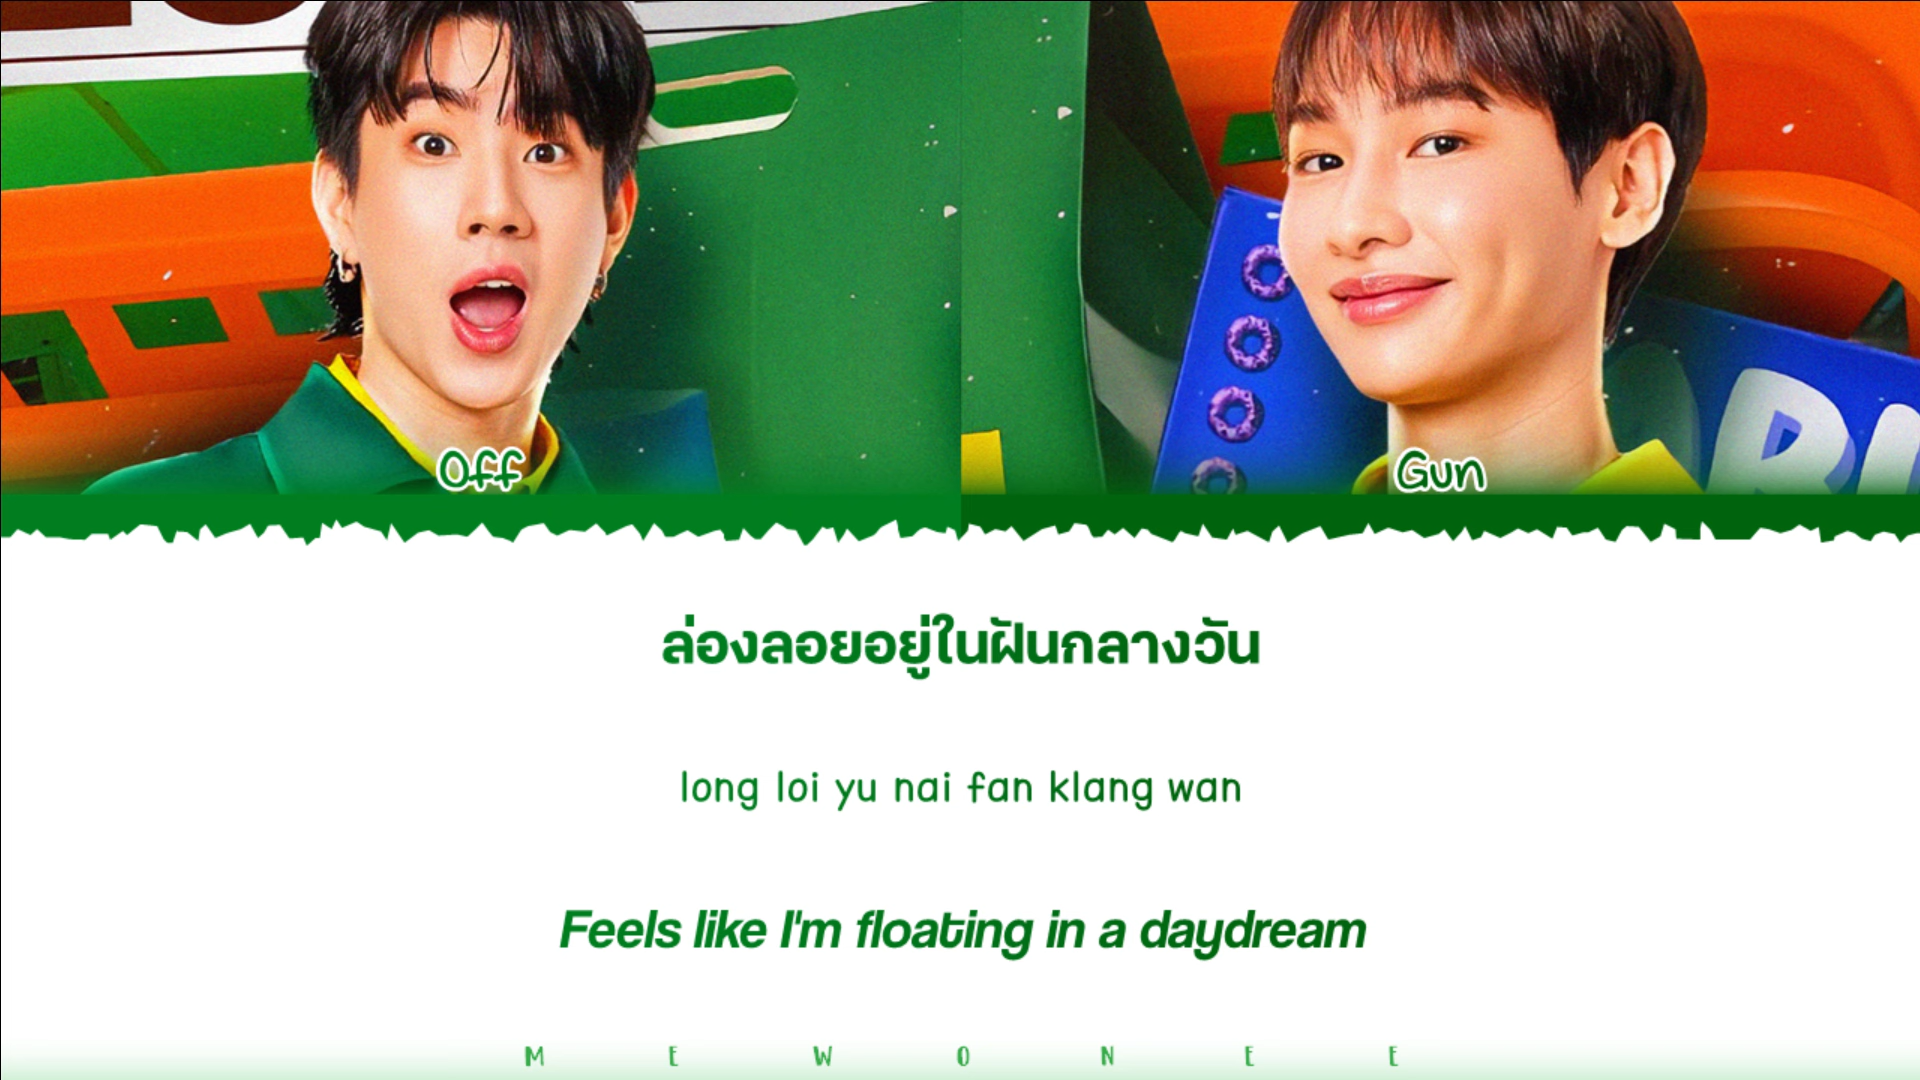 Off
Gun
ล่องลอยอยู่ในฝันกลางวัน
long loi yu nai fan klang wan
Feels like I'm floating in a daydream
M E W O N E E